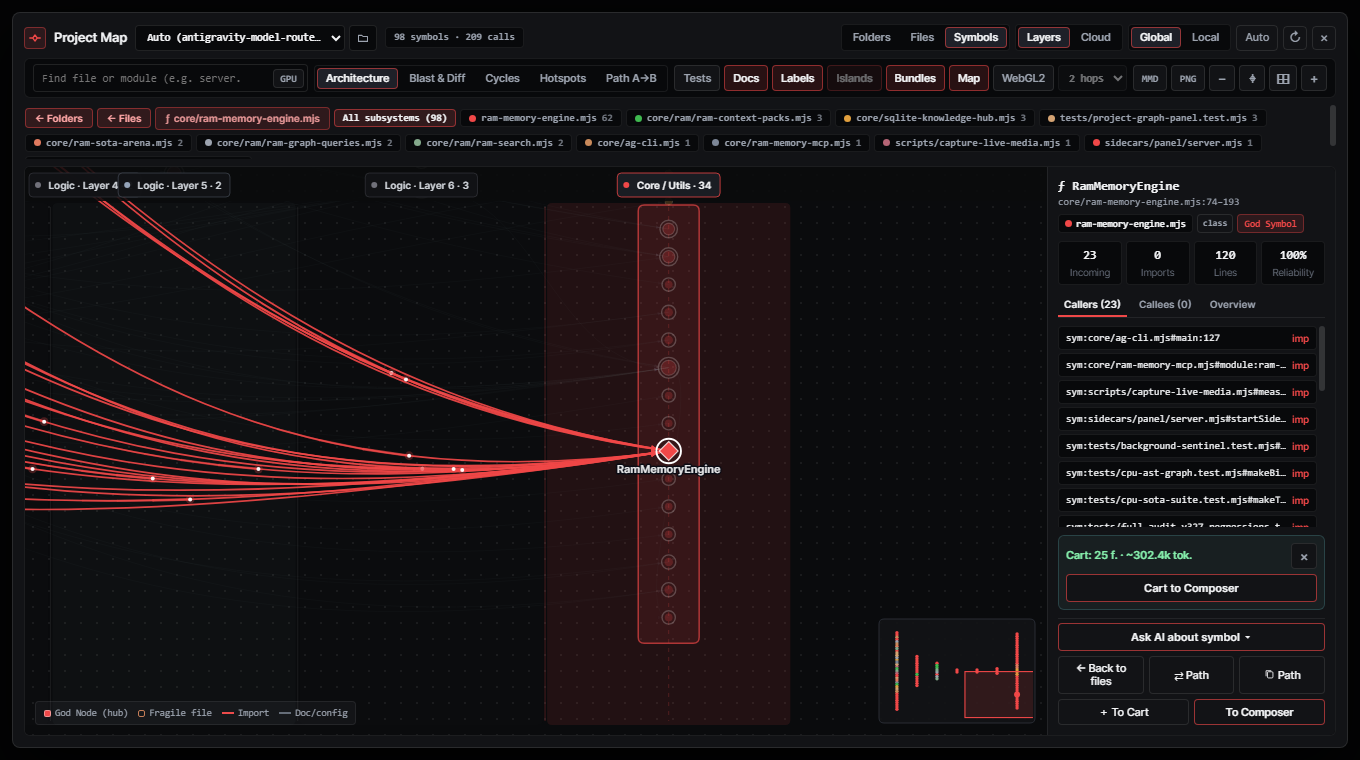 Project Map Auto (antigravity-model-route… 98 symbols · 209 calls Folders Files Symbols Layers Cloud Global Local Auto ×
Find file or module (e.g. server. GPU Architecture Blast & Diff Cycles Hotspots Path A→B Tests Docs Labels Islands Bundles Map WebGL2 2 hops MMD PNG − +
← Folders ← Files ƒ core/ram-memory-engine.mjs All subsystems (98) ram-memory-engine.mjs 62 core/ram/ram-context-packs.mjs 3 core/sqlite-knowledge-hub.mjs 3 tests/project-graph-panel.test.mjs 3
core/ram-sota-arena.mjs 2 core/ram/ram-graph-queries.mjs 2 core/ram/ram-search.mjs 2 core/ag-cli.mjs 1 core/ram-memory-mcp.mjs 1 scripts/capture-live-media.mjs 1 sidecars/panel/server.mjs 1
Logic · Layer 4 Logic · Layer 5 · 2 Logic · Layer 6 · 3 Core / Utils · 34
RamMemoryEngine
God Node (hub) Fragile file Import Doc/config
ƒ RamMemoryEngine
core/ram-memory-engine.mjs:74–193
ram-memory-engine.mjs class God Symbol
23 0 120 100%
Incoming Imports Lines Reliability
Callers (23) Callees (0) Overview
sym:core/ag-cli.mjs#main:127 imp
sym:core/ram-memory-mcp.mjs#module:ram-… imp
sym:scripts/capture-live-media.mjs#meas… imp
sym:sidecars/panel/server.mjs#startSide… imp
sym:tests/background-sentinel.test.mjs#… imp
sym:tests/cpu-ast-graph.test.mjs#makeBi… imp
sym:tests/cpu-sota-suite.test.mjs#makeT… imp
Cart: 25 f. · ~302.4k tok. ×
Cart to Composer
Ask AI about symbol
← Back to files ⇄ Path Path
+ To Cart To Composer